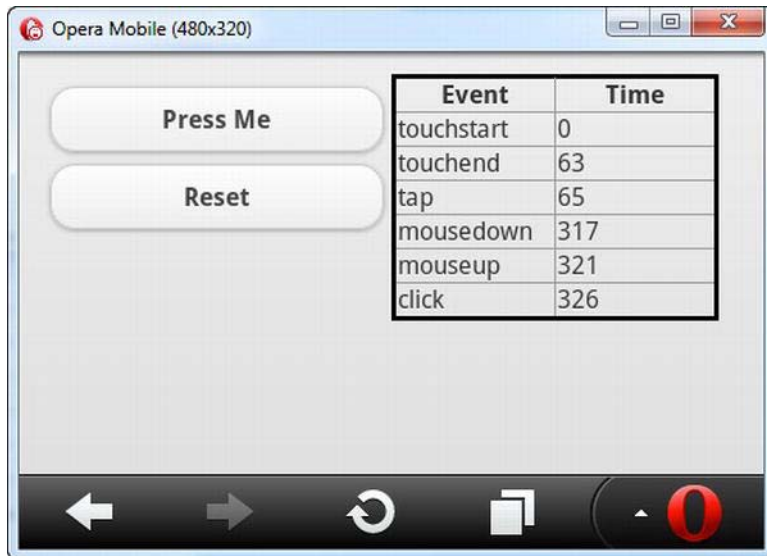 Opera Mobile (480x320)
Press Me
Reset
Event Time
touchstart 0
touchend 63
tap 65
mousedown 317
mouseup 321
click 326